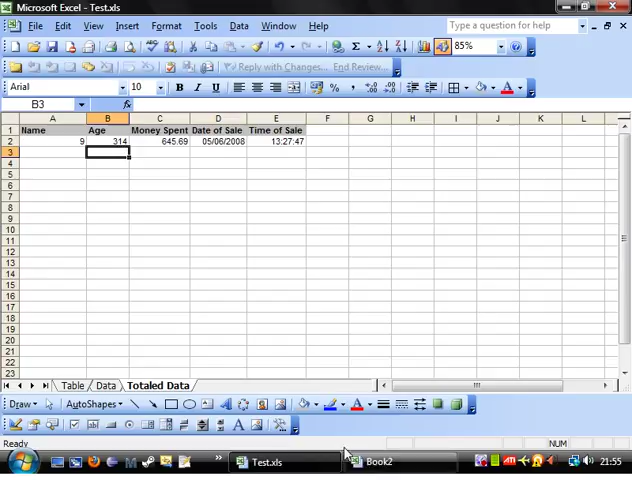 Microsoft Excel - Test.xls
File Edit View Insert Format Tools Data Window Help Type a question for help
85%
Reply with Changes... End Review...
Arial 10 B I U
B3 fx
A B C D E F G H I J K L
1 Name Age Money Spent Date of Sale Time of Sale
2 9 314 645.69 05/06/2008 13:27:47
3
4
5
6
7
8
9
10
11
12
13
14
15
16
17
18
19
20
21
22
23
Table Data Totaled Data
Draw AutoShapes
Ready NUM
Test.xls Book2 21:55